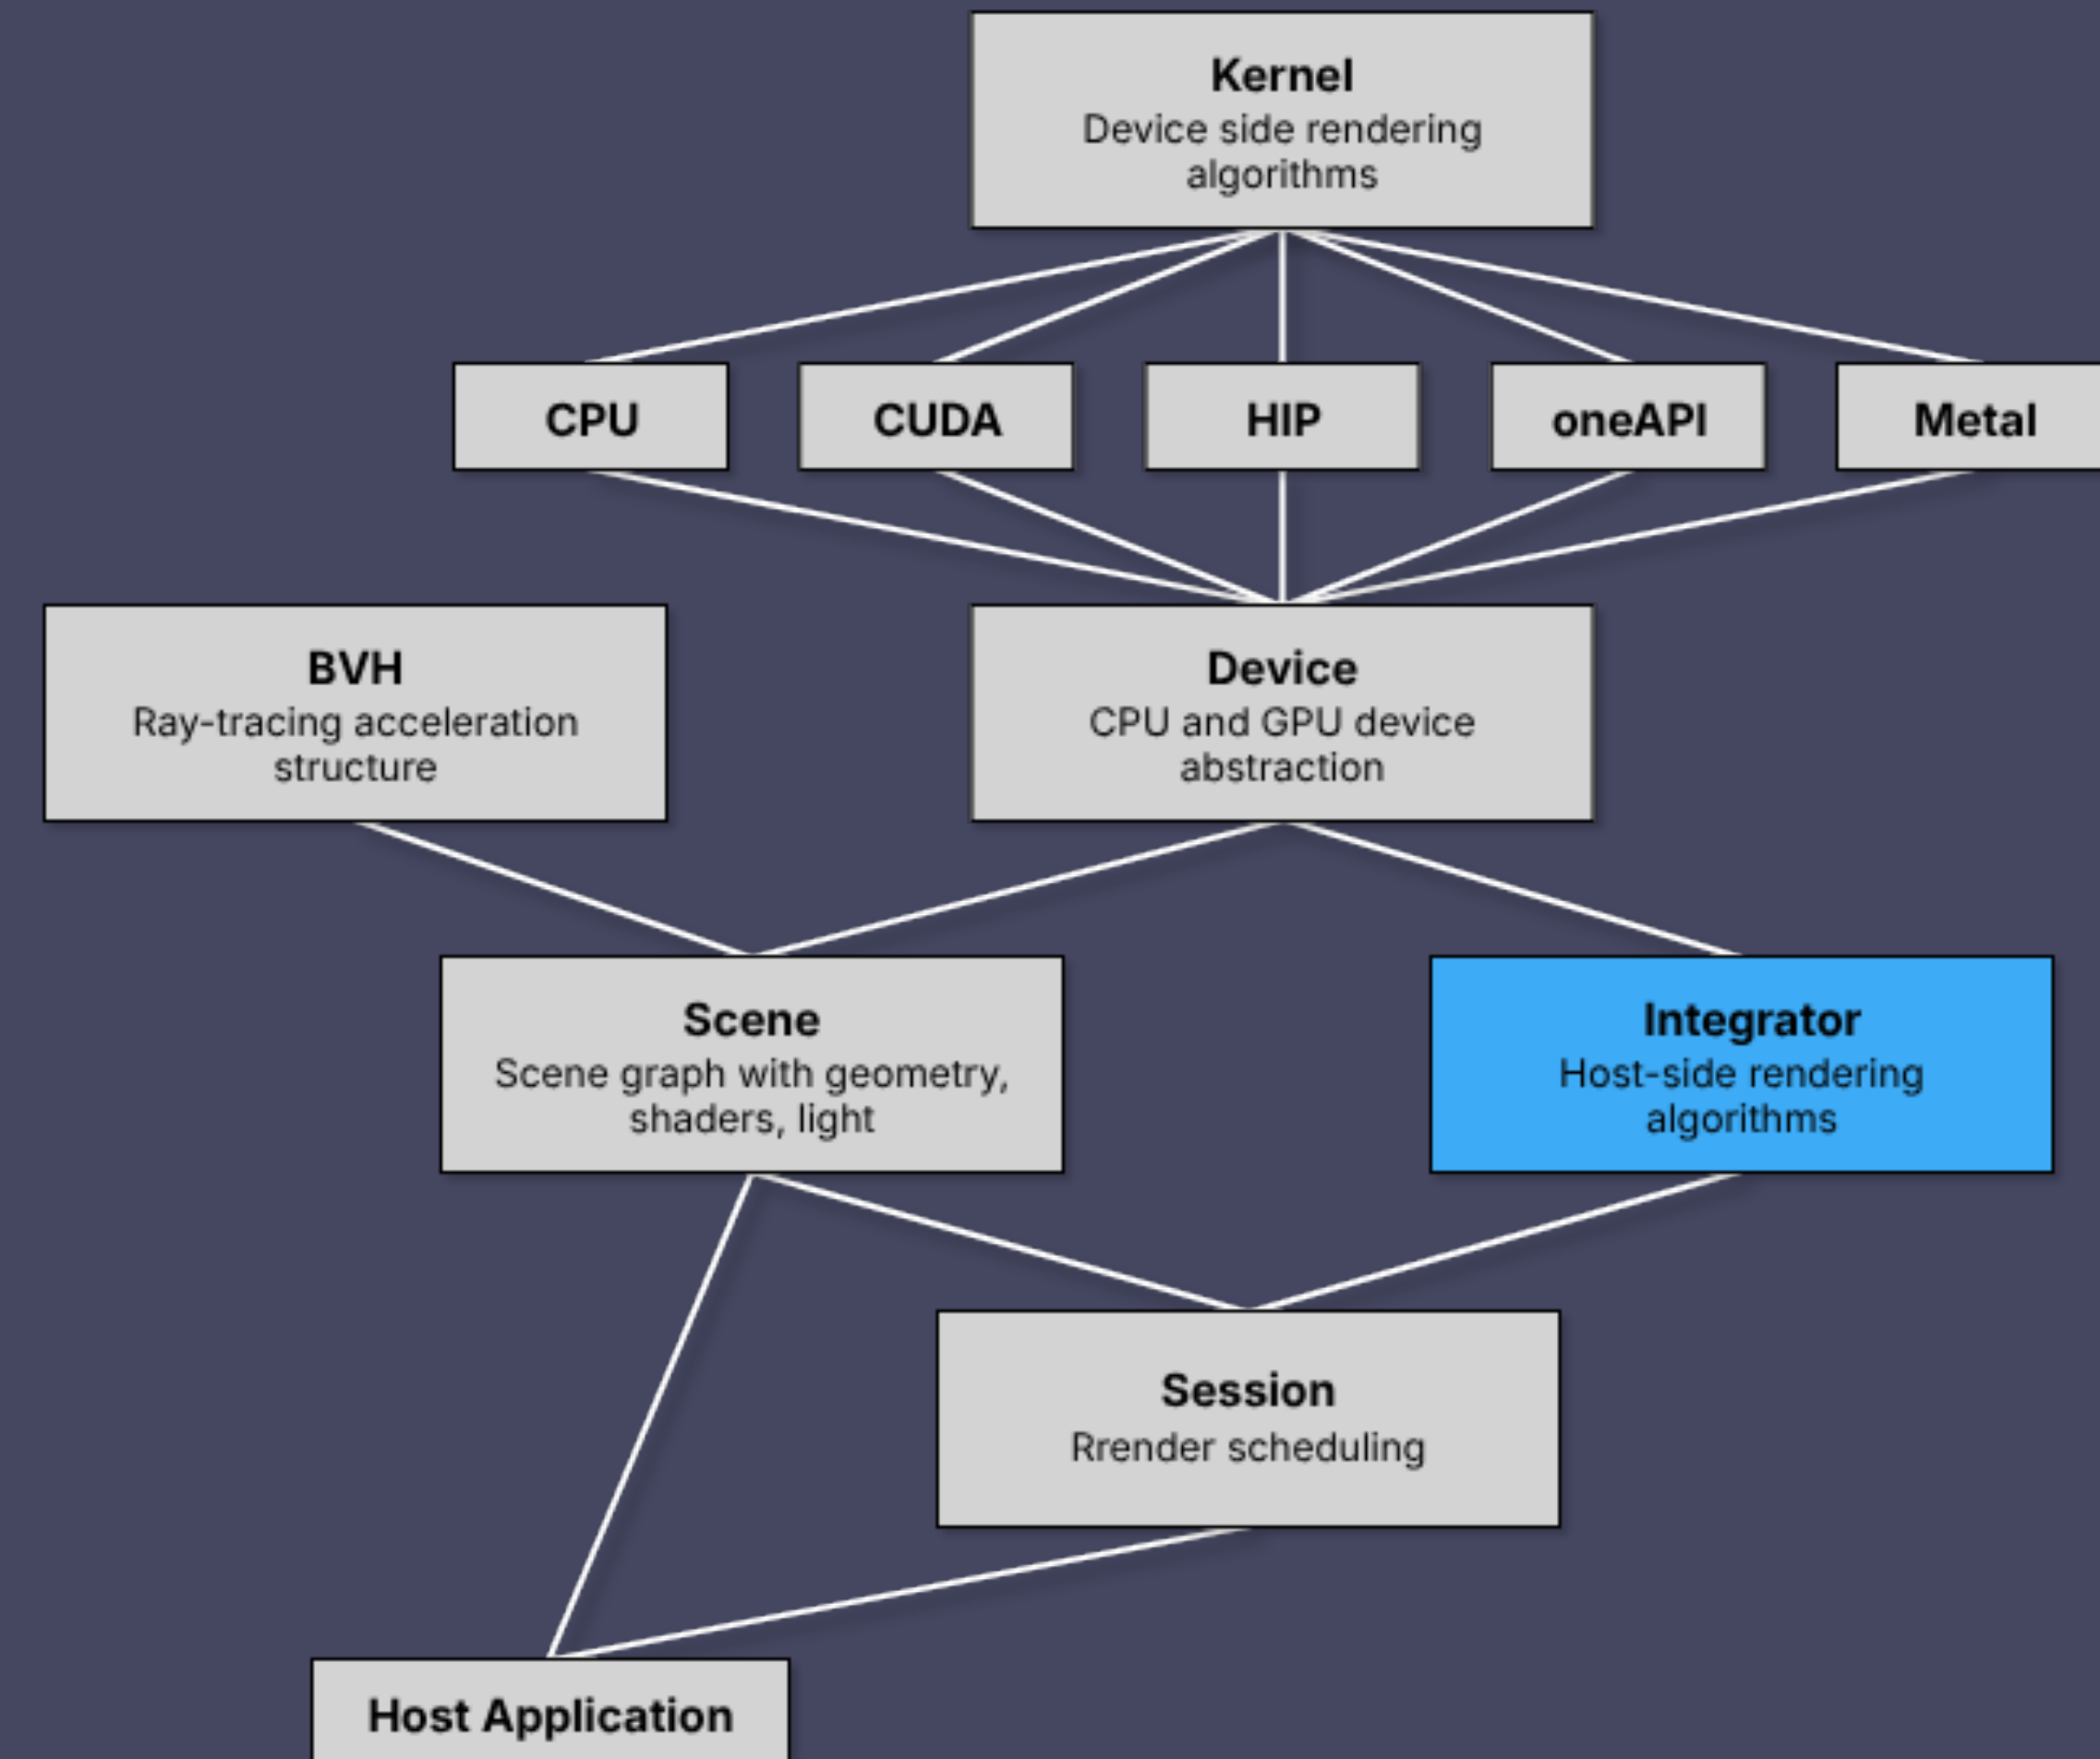 Kernel
Device side rendering
algorithms
CPU
CUDA
HIP
oneAPI
Metal
BVH
Ray-tracing acceleration
structure
Device
CPU and GPU device
abstraction
Scene
Scene graph with geometry,
shaders, light
Integrator
Host-side rendering
algorithms
Session
Rrender scheduling
Host Application